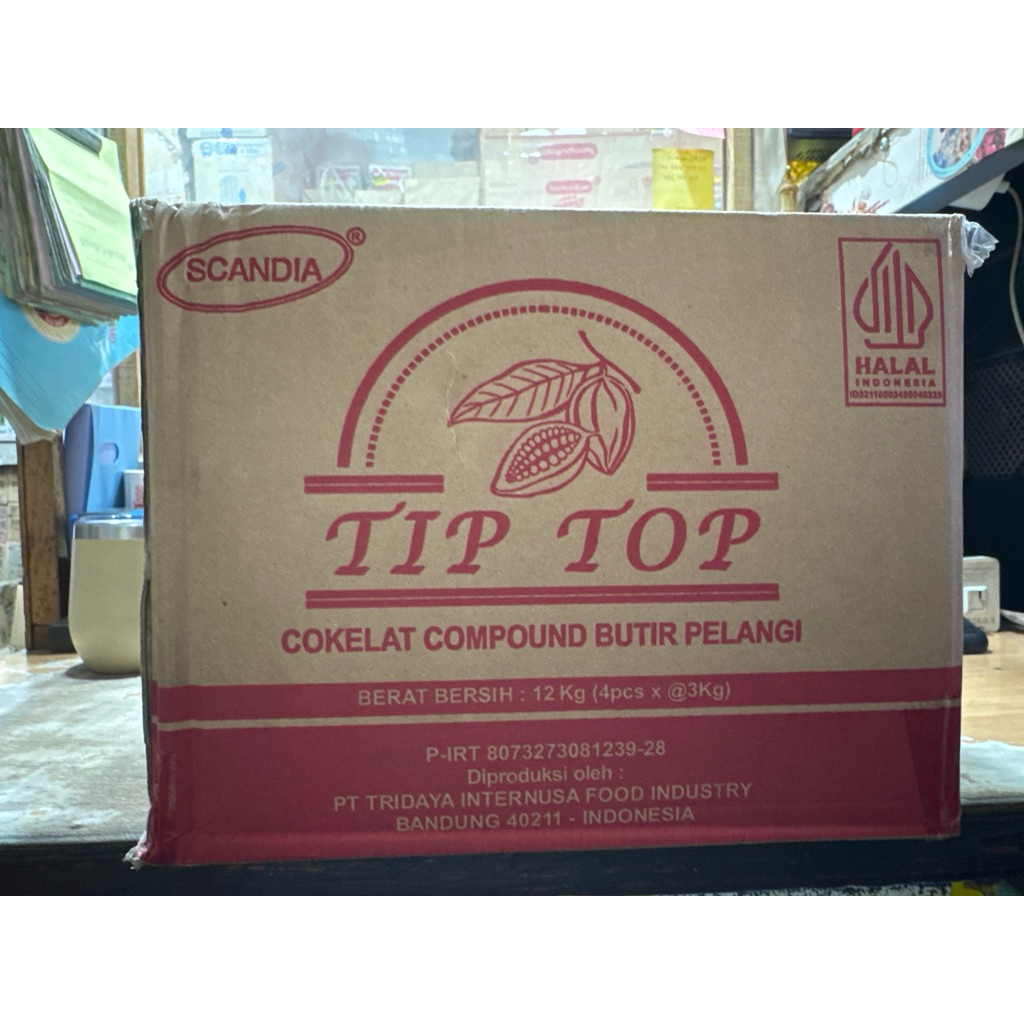 SCANDIA®
HALAL
INDONESIA
ID32110003480040323
TIP TOP
COKELAT COMPOUND BUTIR PELANGI
BERAT BERSIH : 12 Kg (4pcs x @3Kg)
P-IRT 8073273081239-28
Diproduksi oleh :
PT TRIDAYA INTERNUSA FOOD INDUSTRY
BANDUNG 40211 - INDONESIA